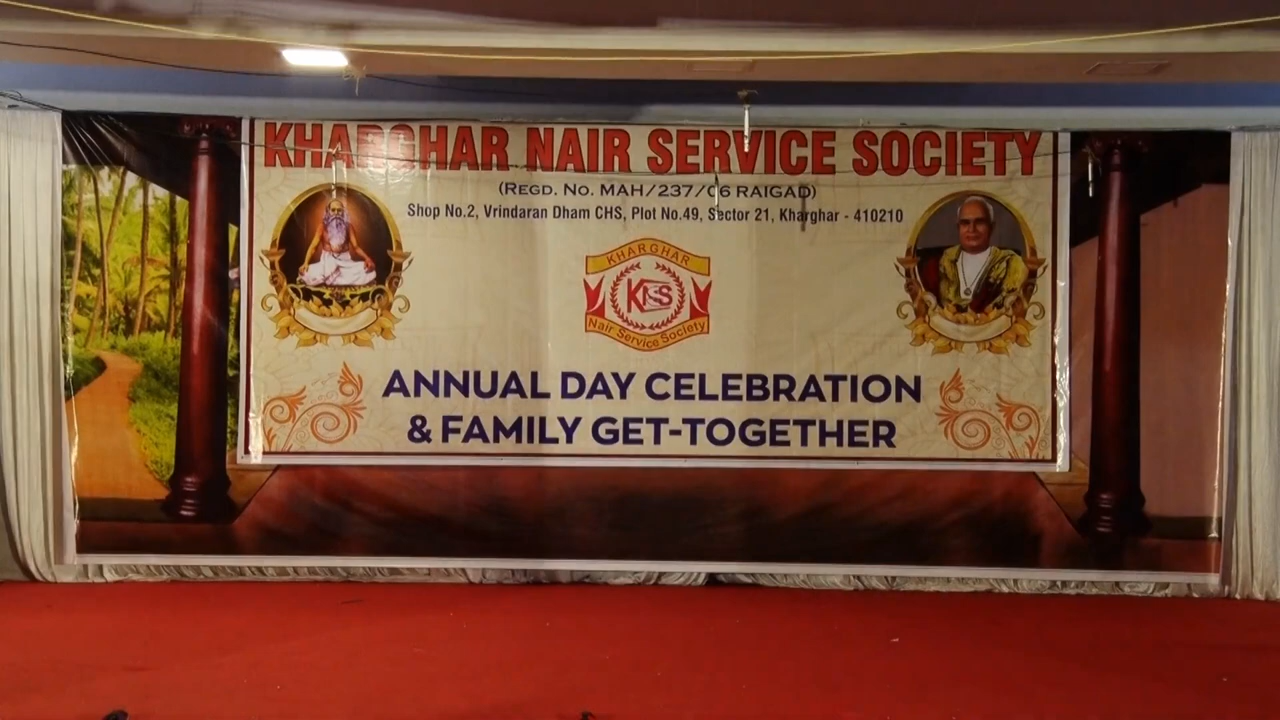 KHARGHAR NAIR SERVICE SOCIETY
(REGD. NO. MAH/237/06 RAIGAD)
Shop No.2, Vrindaran Dham CHS, Plot No.49, Sector 21, Kharghar - 410210
KHARGHAR
KNSS
Nair Service Society
ANNUAL DAY CELEBRATION
& FAMILY GET-TOGETHER